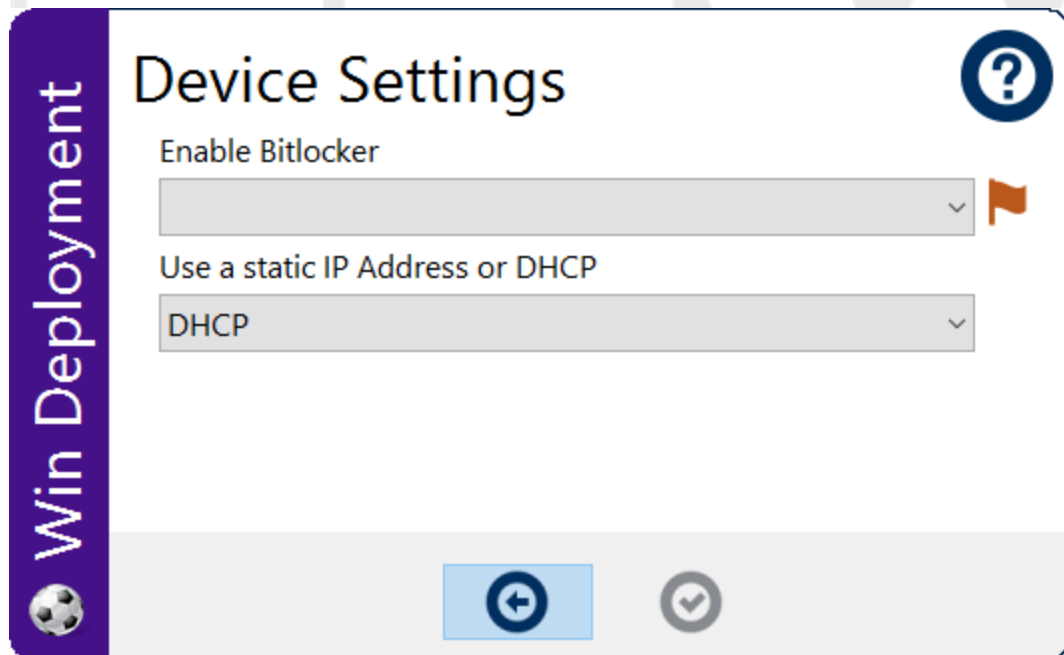 Win Deployment
Device Settings
?
Enable Bitlocker
Use a static IP Address or DHCP
DHCP